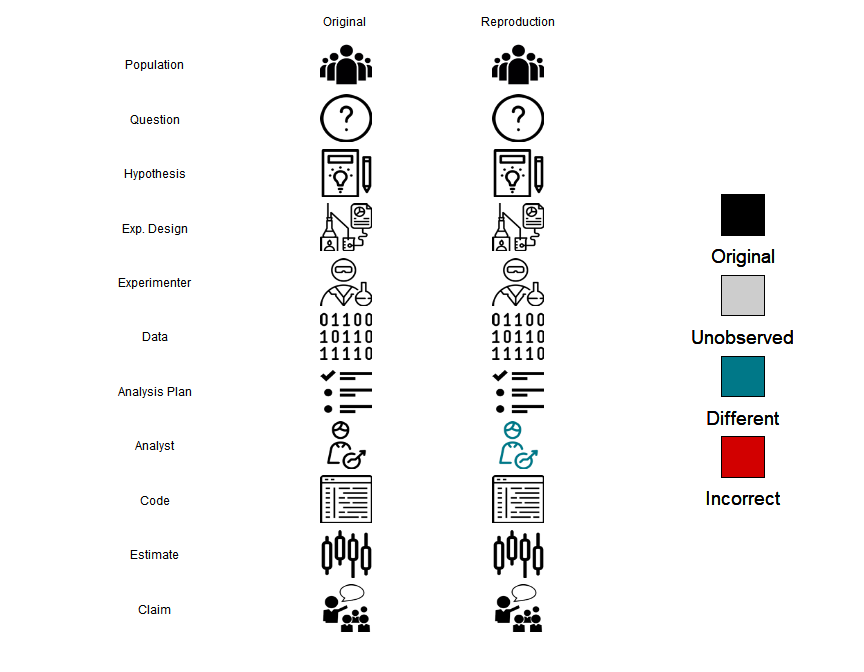 Original Reproduction
Population
Question
?
?
Hypothesis
Exp. Design
Experimenter
Data
01100
10110
11110
01100
10110
11110
Analysis Plan
Analyst
Code
Estimate
Claim
Original
Unobserved
Different
Incorrect